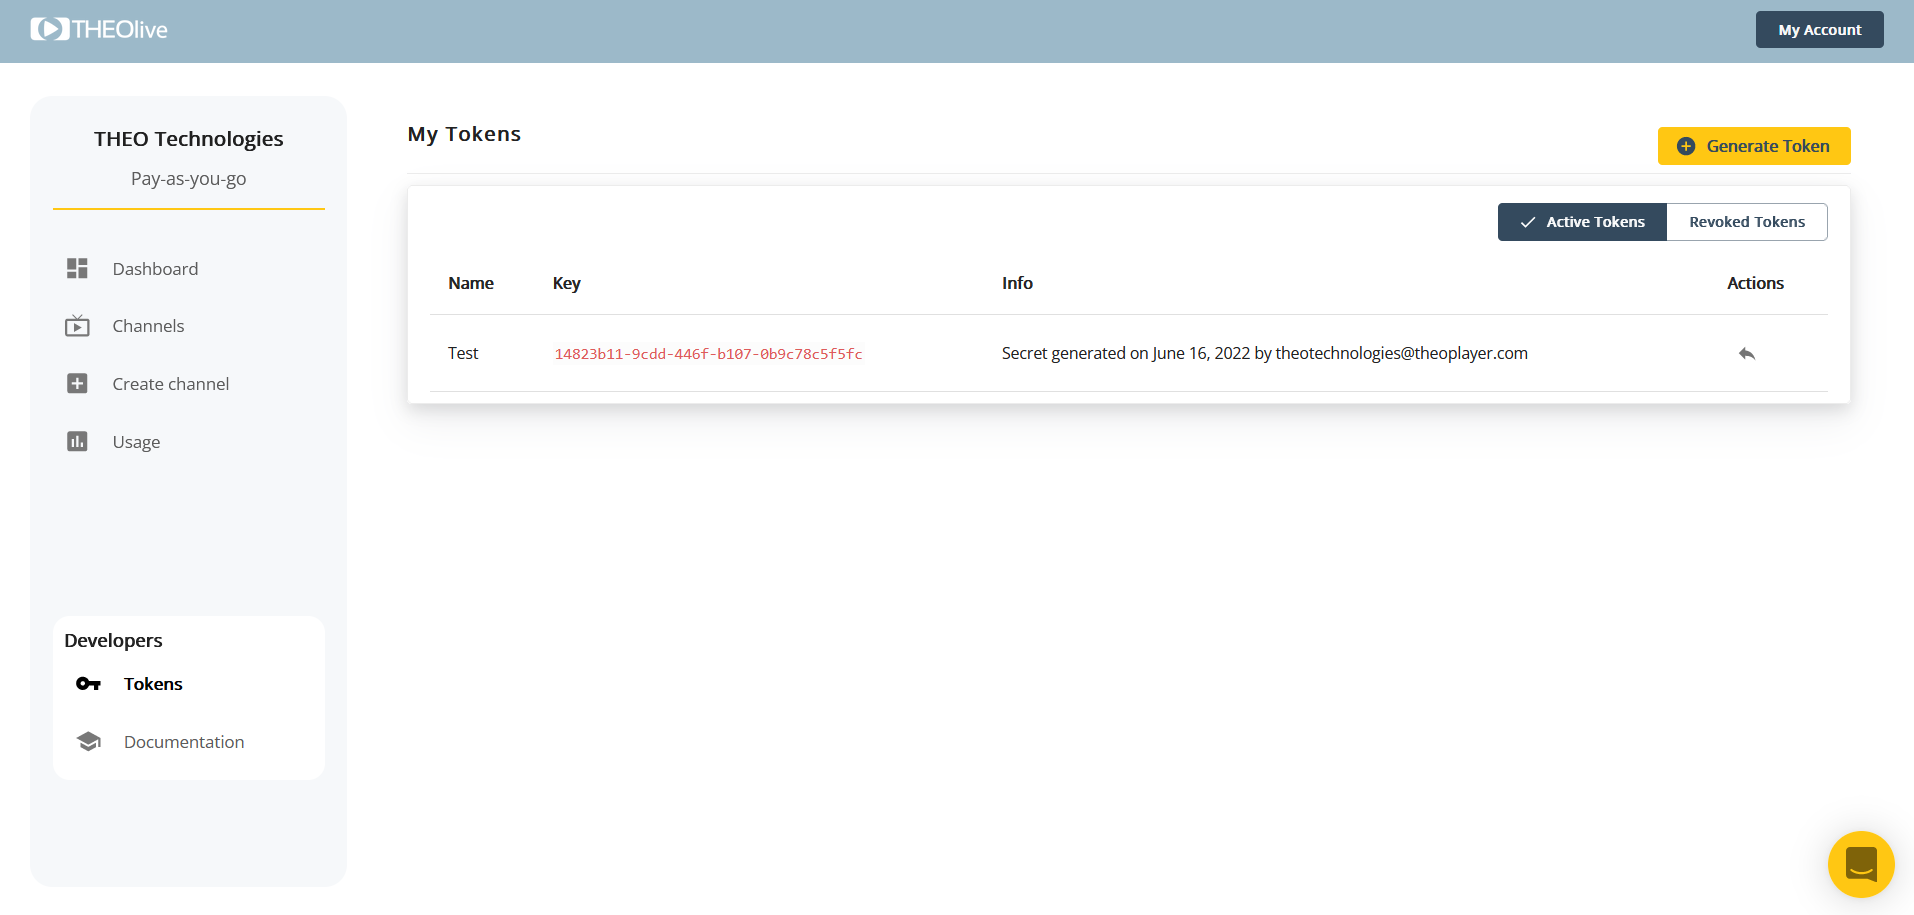 THEOlive
My Account
THEO Technologies
Pay-as-you-go
Dashboard
Channels
Create channel
Usage
Developers
Tokens
Documentation
My Tokens
Generate Token
Active Tokens
Revoked Tokens
Name Key Info Actions
Test 14823b11-9cdd-446f-b107-0b9c78c5f5fc Secret generated on June 16, 2022 by theotechnologies@theoplayer.com